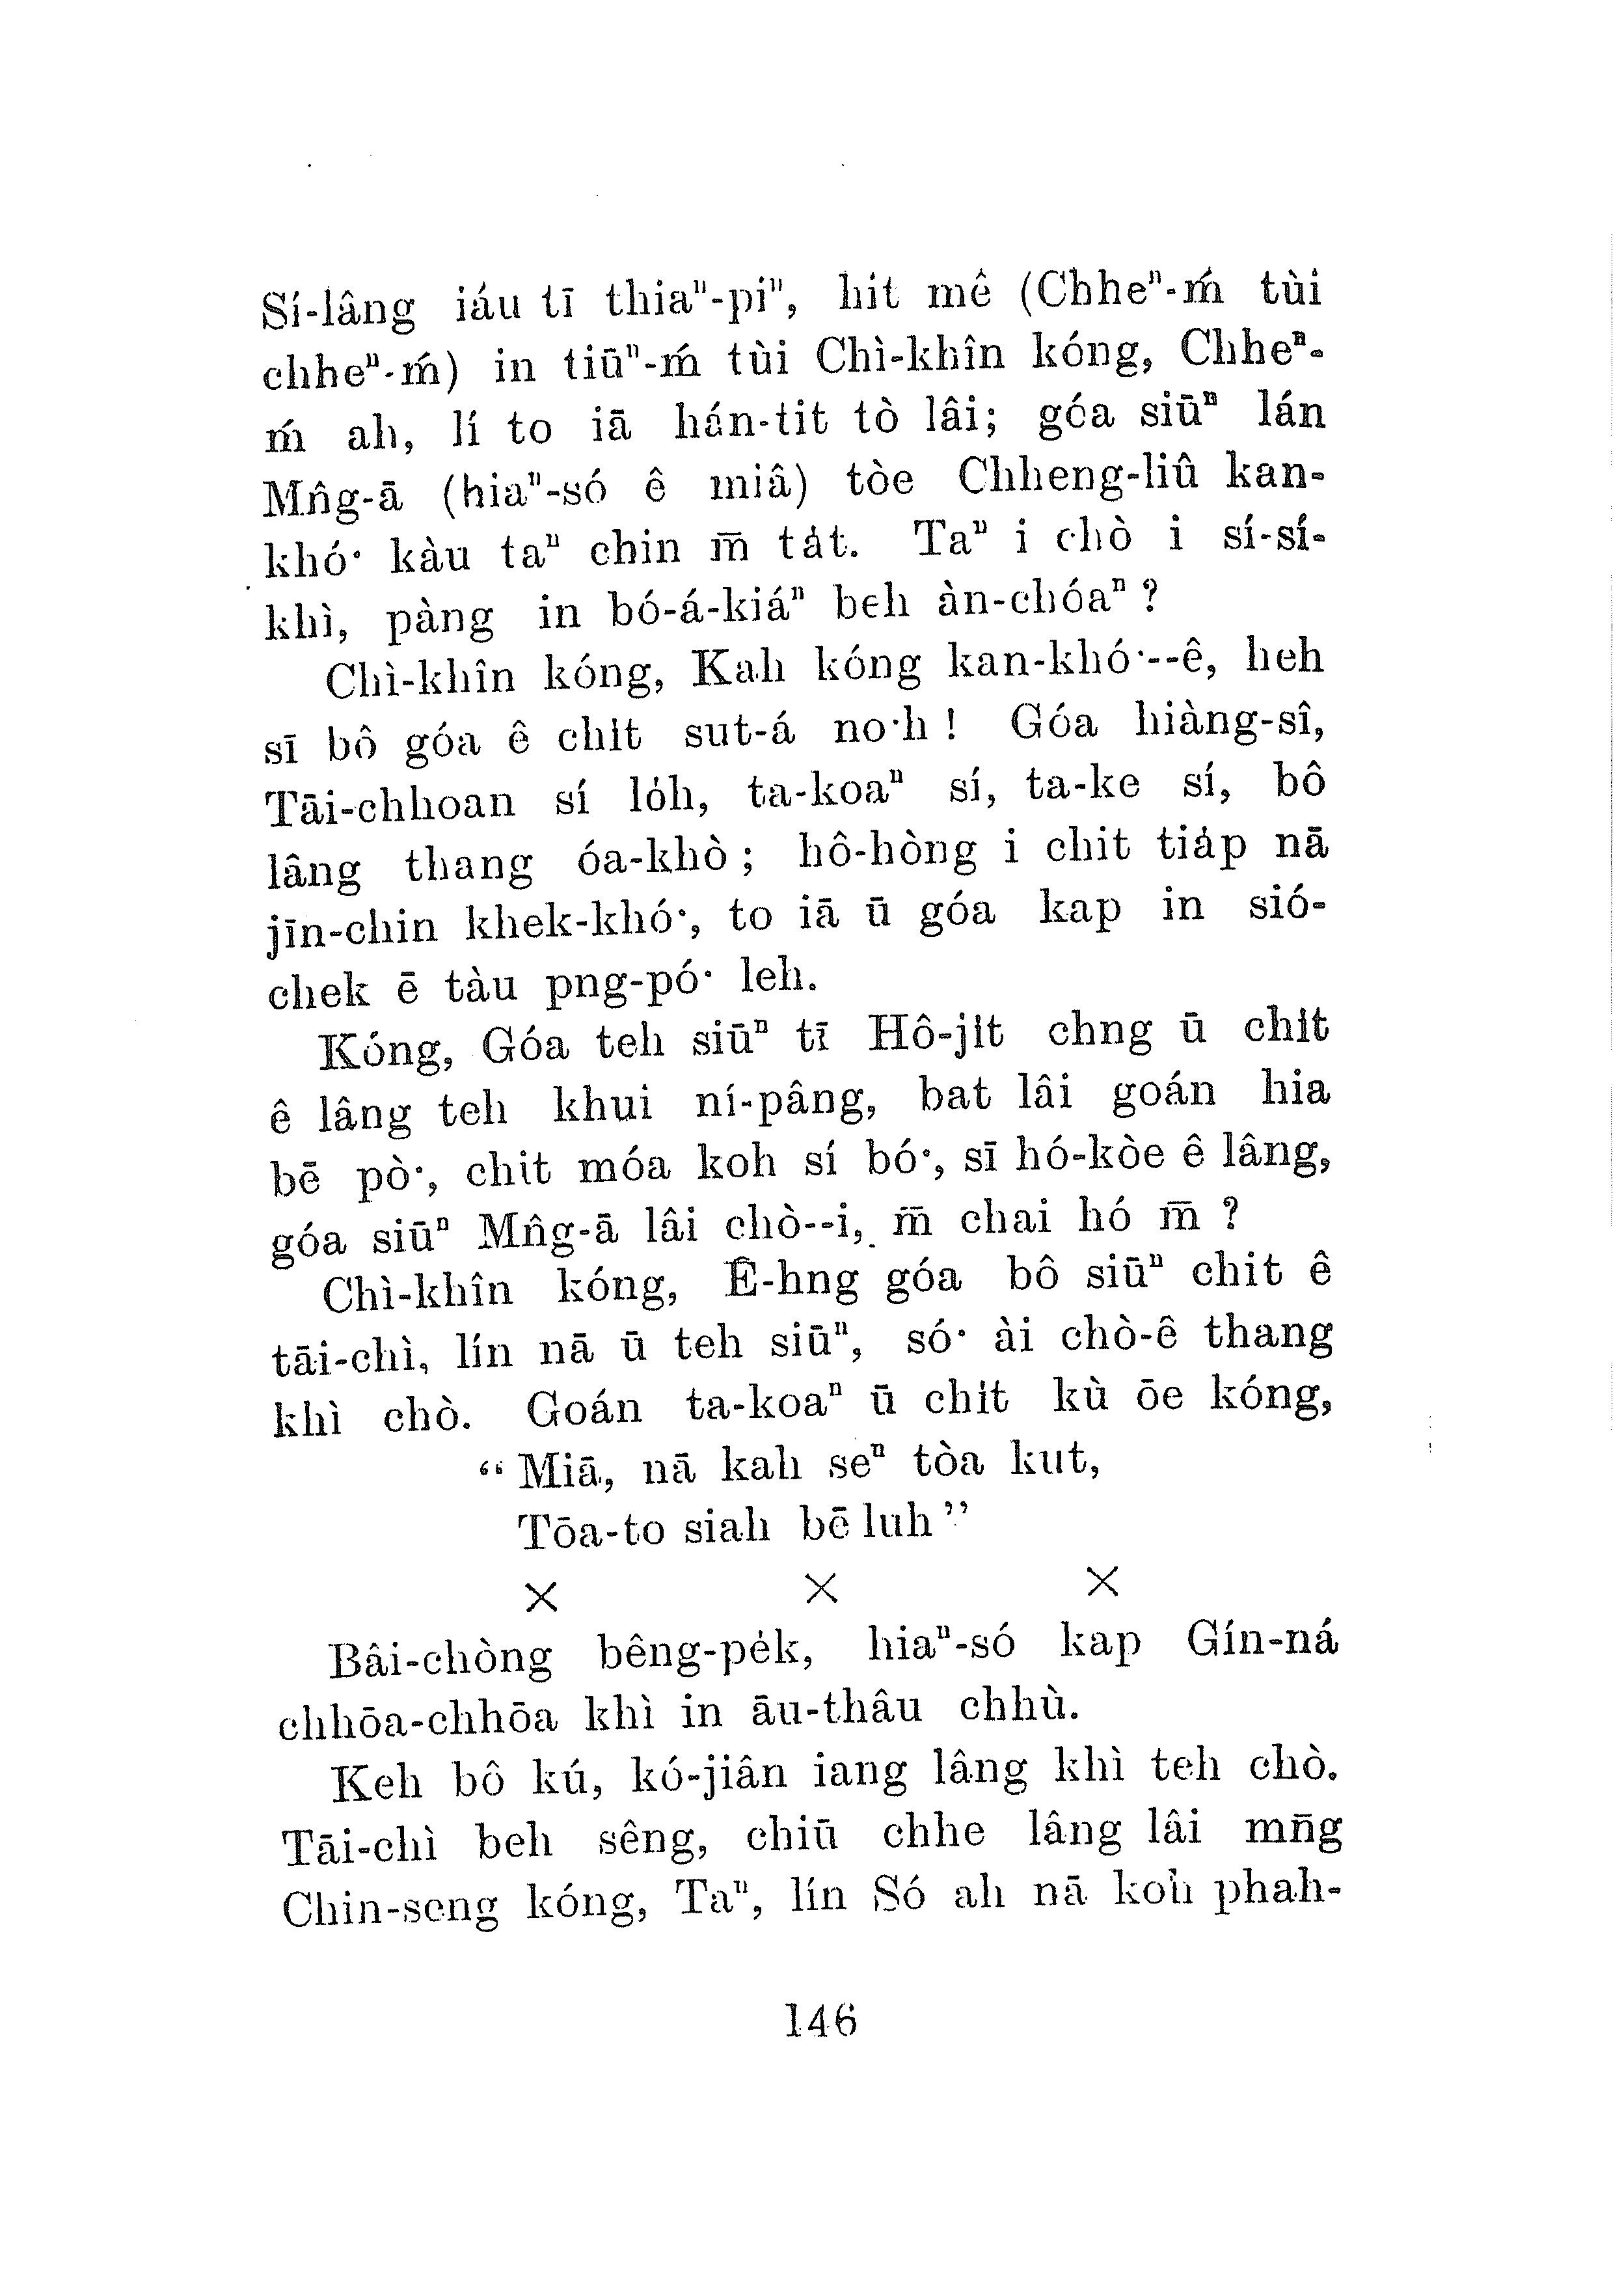 Sí-lâng iáu tī thiaⁿ-piⁿ, hit mê (Chheⁿ-ḿ tùi
chheⁿ-ḿ) in tiūⁿ-ḿ tùi Chì-khîn kóng, Chheⁿ-
ḿ ah, lí to iā hán-tit tò lâi; góa siūⁿ lán
Mn̂g-ā (hiaⁿ-só ê miâ) tòe Chheng-liû kan-
khó͘ kàu taⁿ chin m̄ ta̍t. Taⁿ i chò i sí-sí-
khì, pàng in bó-á-kiáⁿ beh àn-chóaⁿ?
Chì-khîn kóng, Kah kóng kan-khó͘--ê, heh
sī bô góa ê chi̍t sut-á no͘h! Góa hiàng-sî,
Tāi-chhoan sí lo̍h, ta-koaⁿ sí, ta-ke sí, bô
lâng thang óa-khò; hô-hòng i chit tia̍p nā
jīn-chin khek-khó͘, to iā ū góa kap in sió-
chek ē tàu png-pó͘ leh.
Kóng, Góa teh siūⁿ tī Hô-ji̍t chng ū chi̍t
ê lâng teh khui ní-pâng, bat lâi goán hia
bē pò͘, chit móa koh sí bó͘, sī hó-kòe ê lâng,
góa siūⁿ Mn̂g-ā lâi chò--i, m̄ chai hó m̄?
Chì-khîn kóng, Ê-hng góa bô siūⁿ chit ê
tāi-chì, lín nā ū teh siūⁿ, só͘ ài chò-ê thang
khì chò. Goán ta-koaⁿ ū chi̍t kù ōe kóng,
“Miā, nā kah seⁿ tòa kut,
Tōa-to siah bē luh”
× × ×
Bâi-chòng bêng-pe̍k, hiaⁿ-só kap Gín-ná
chhōa-chhōa khì in āu-thâu chhù.
Keh bô kú, kó-jiân iang lâng khì teh chò.
Tāi-chì beh sêng, chiū chhe lâng lâi mn̄g
Chin-seng kóng, Taⁿ, lín Só ah nā koh phah-
146